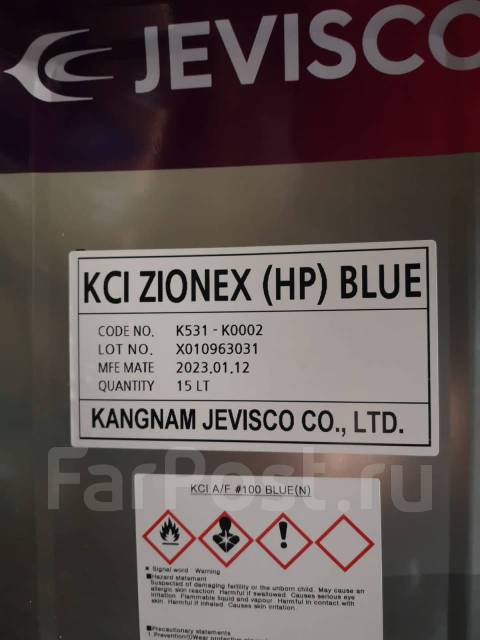 JEVISCO
KCI ZIONEX (HP) BLUE
CODE NO. K531 - K0002
LOT NO. X010963031
MFE MATE 2023.01.12
QUANTITY 15 LT
KANGNAM JEVISCO CO., LTD.
FarPost.ru
KCI A/F #100 BLUE(N)
■ Signal word : Warning
■Hazard statement
Suspected of damaging fertility or the unborn child. May cause an
allergic skin reaction. Harmful if swallowed. Causes serious eye
irritation. Flammable liquid and vapour. Harmful in contact with
skin. Harmful if inhaled. Causes skin irritation.
■Precautionary statements